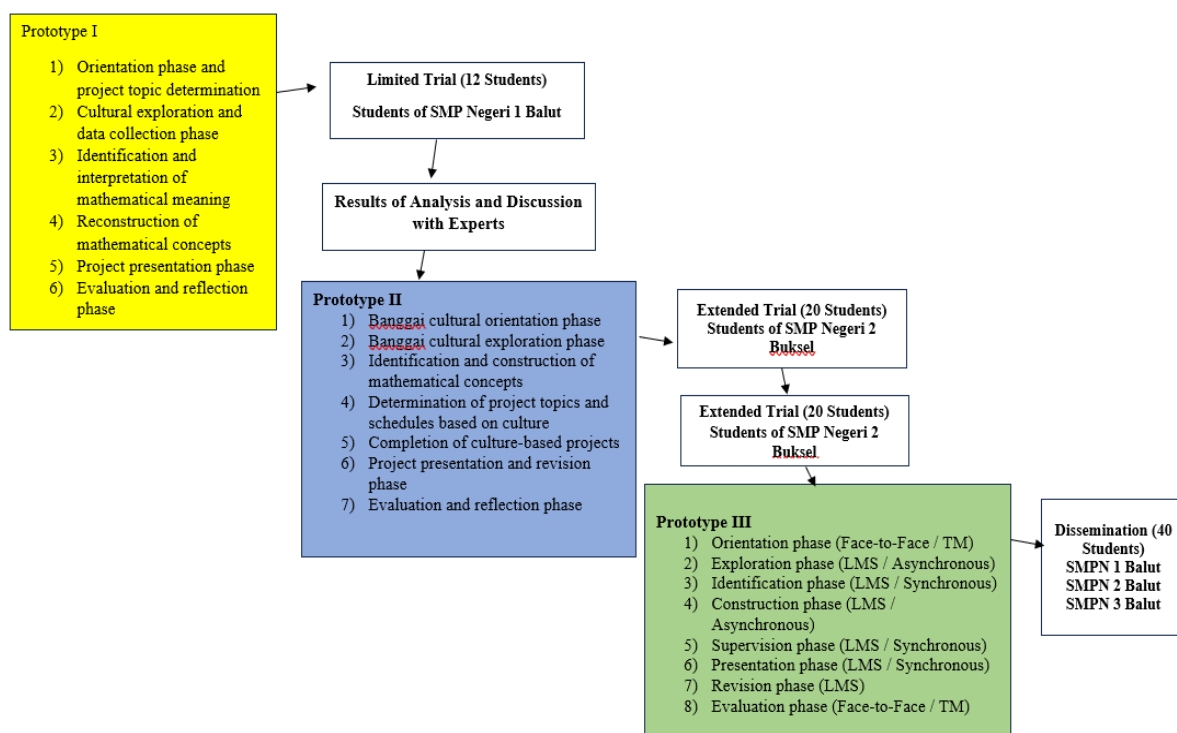 Prototype I
1) Orientation phase and
project topic determination
2) Cultural exploration and
data collection phase
3) Identification and
interpretation of
mathematical meaning
4) Reconstruction of
mathematical concepts
5) Project presentation phase
6) Evaluation and reflection
phase
Limited Trial (12 Students)
Students of SMP Negeri 1 Balut
Results of Analysis and Discussion
with Experts
Prototype II
1) Banggai cultural orientation phase
2) Banggai cultural exploration phase
3) Identification and construction of
mathematical concepts
4) Determination of project topics and
schedules based on culture
5) Completion of culture-based projects
6) Project presentation and revision
phase
7) Evaluation and reflection phase
Extended Trial (20 Students)
Students of SMP Negeri 2
Buksel
Extended Trial (20 Students)
Students of SMP Negeri 2
Buksel
Prototype III
1) Orientation phase (Face-to-Face / TM)
2) Exploration phase (LMS / Asynchronous)
3) Identification phase (LMS / Synchronous)
4) Construction phase (LMS /
Asynchronous)
5) Supervision phase (LMS / Synchronous)
6) Presentation phase (LMS / Synchronous)
7) Revision phase (LMS)
8) Evaluation phase (Face-to-Face / TM)
Dissemination (40
Students)
SMPN 1 Balut
SMPN 2 Balut
SMPN 3 Balut